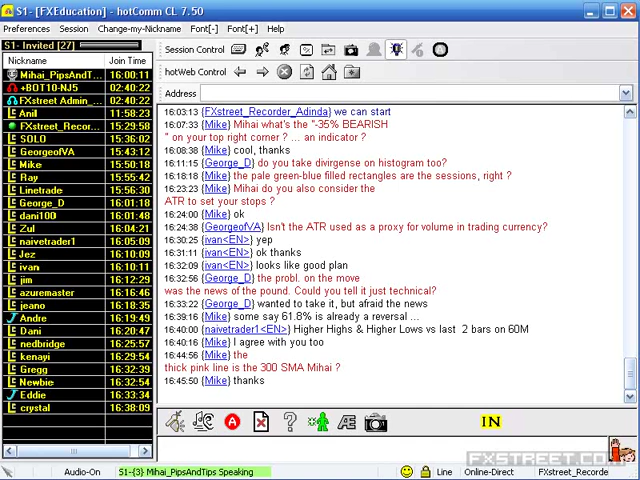 S1- [FXEducation] - hotComm CL 7.50
Preferences Session Change-my-Nickname Font[-] Font[+] Help
S1- Invited [27]
Session Control
Nickname Join Time
hotWeb Control
Address
Mihai_PipsAndT... 16:00:11
+BOT10-NJ5 02:40:22
FXstreet Admin_... 02:40:22
Anil 11:58:23
FXstreet_Recor... 15:29:58
SOLO 15:36:02
GeorgeofVA 15:43:12
Mike 15:50:18
Ray 15:55:42
Linetrade 15:56:30
George_D 16:01:18
dani100 16:01:48
Zul 16:04:21
naivetrader1 16:05:09
Jez 16:10:09
ivan 16:10:11
jim 16:12:29
azuremaster 16:16:46
jeano 16:18:35
Andre 16:19:49
Dani 16:20:47
nedbridge 16:25:57
kenayi 16:29:54
Gregg 16:32:39
Newbie 16:32:54
Eddie 16:33:34
crystal 16:38:09
16:03:13 {FXstreet_Recorder_Adinda} we can start
16:07:33 {Mike} Mihai what's the "-35% BEARISH
" on your top right corner ? ... an indicator ?
16:08:38 {Mike} cool, thanks
16:11:15 {George_D} do you take divirgense on histogram too?
16:18:18 {Mike} the pale green-blue filled rectangles are the sessions, right ?
16:23:23 {Mike} Mihai do you also consider the
ATR to set your stops ?
16:24:00 {Mike} ok
16:24:38 {GeorgeofVA} Isn't the ATR used as a proxy for volume in trading currency?
16:30:25 {ivan<EN>} yep
16:31:11 {ivan<EN>} ok thanks
16:32:09 {ivan<EN>} looks like good plan
16:32:56 {George_D} the probl. on the move
was the news of the pound. Could you tell it just technical?
16:33:22 {George_D} wanted to take it, but afraid the news
16:39:16 {Mike} some say 61.8% is already a reversal ...
16:40:00 {naivetrader1<EN>} Higher Highs & Higher Lows vs last 2 bars on 60M
16:40:16 {Mike} I agree with you too
16:44:56 {Mike} the
thick pink line is the 300 SMA Mihai ?
16:45:50 {Mike} thanks
IN
FXSTREET.COM
Audio-On S1-{3} Mihai_PipsAndTips Speaking Line Online-Direct FXstreet_Recorde